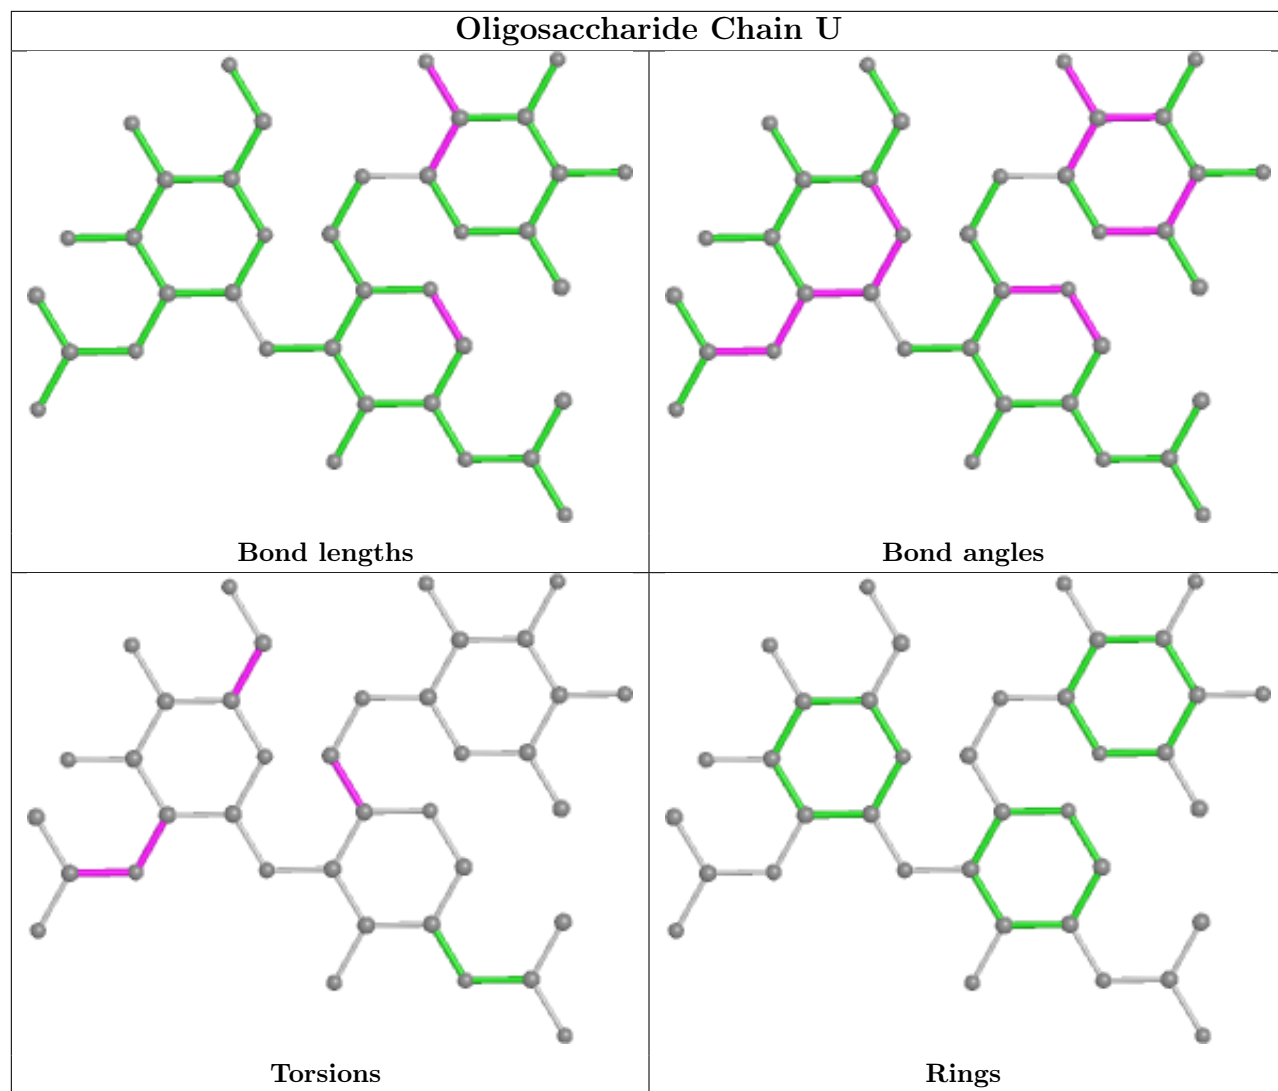 Oligosaccharide Chain U
Bond lengths
Bond angles
Torsions
Rings